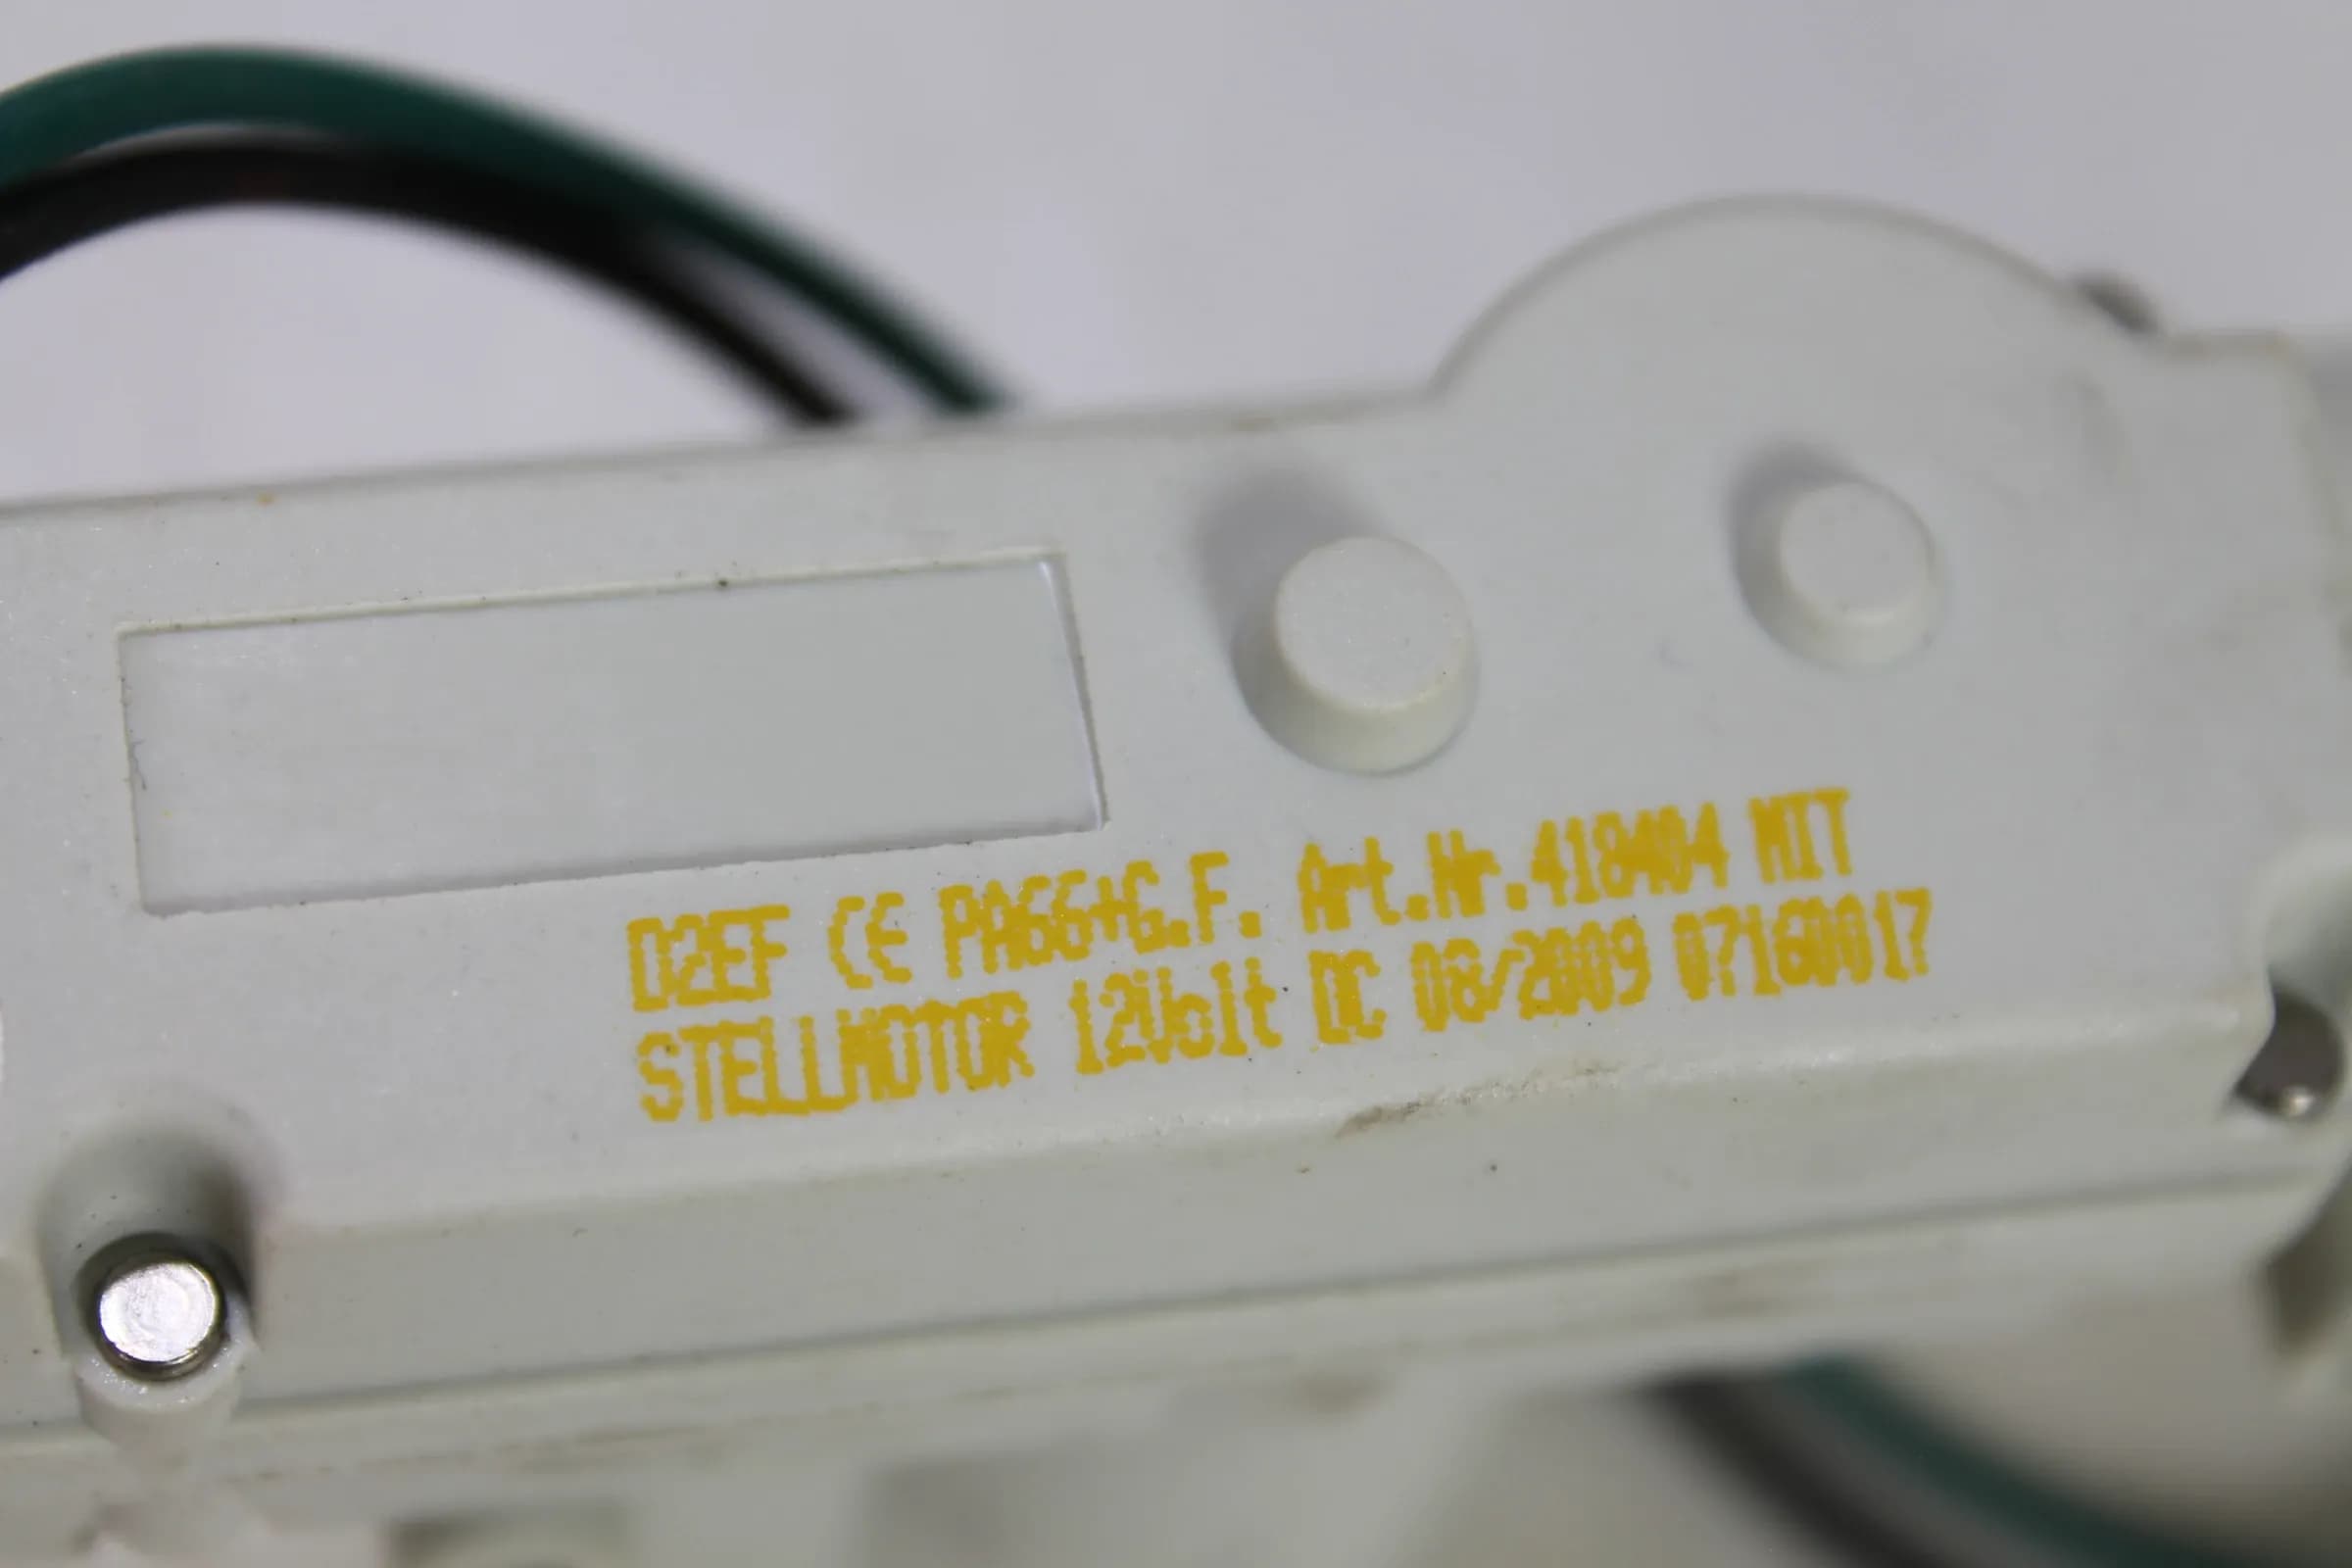 D2EF CE PA66+G.F. Art.Nr.418404 MIT
STELLMOTOR 12Volt DC 08/2009 07160017